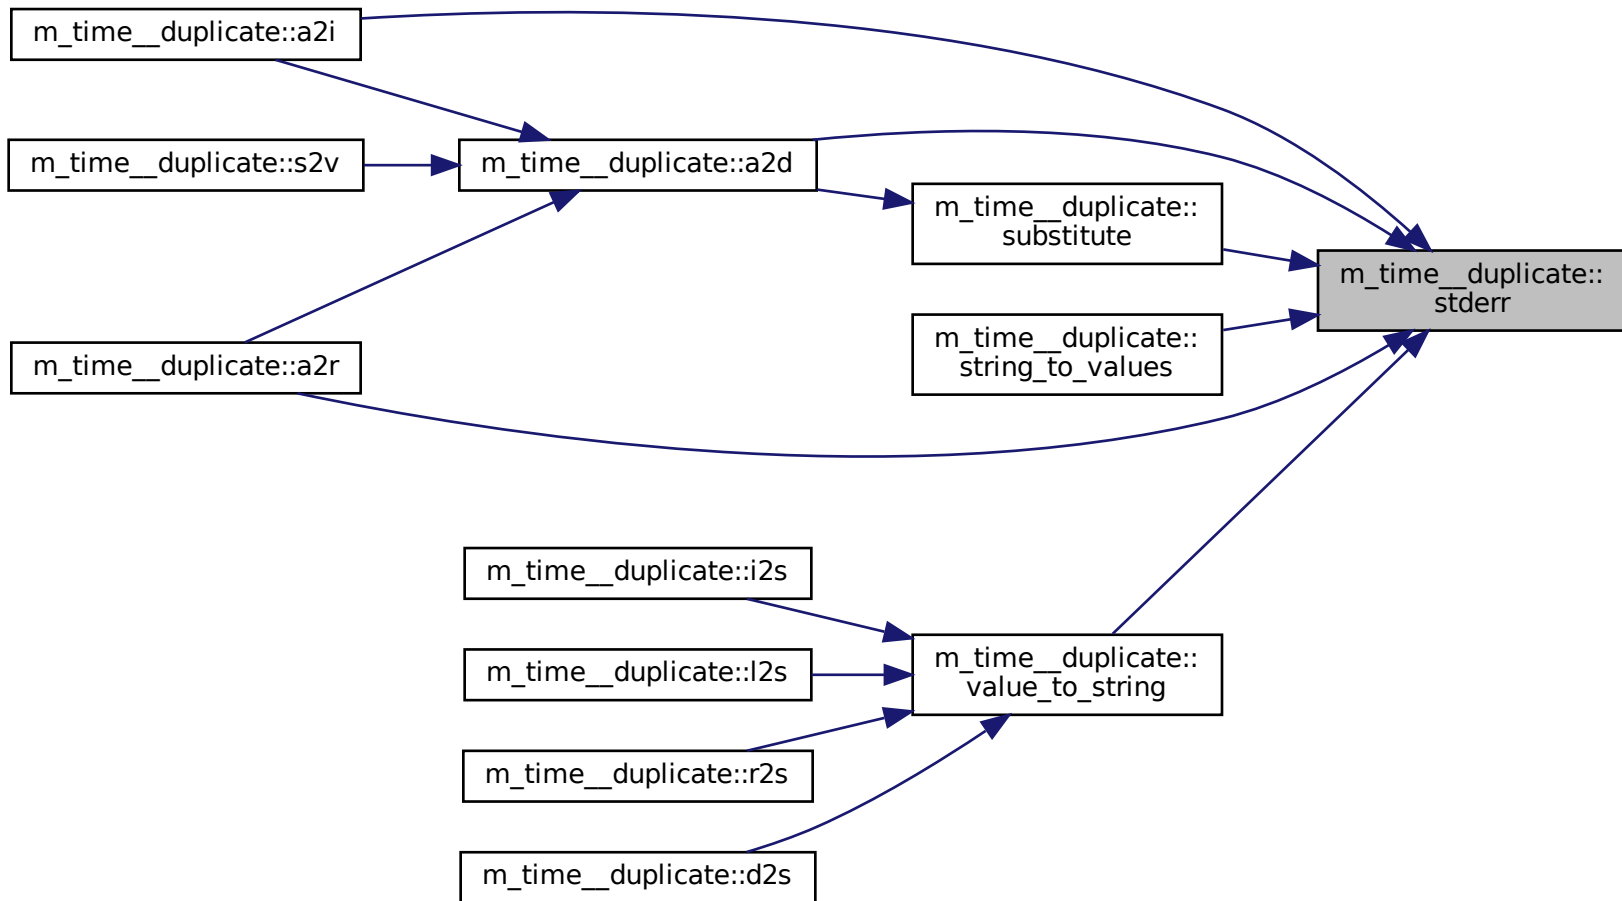 m_time__duplicate::a2i
m_time__duplicate::s2v
m_time__duplicate::a2d
m_time__duplicate::
substitute
m_time__duplicate::
stderr
m_time__duplicate::
string_to_values
m_time__duplicate::a2r
m_time__duplicate::i2s
m_time__duplicate::l2s
m_time__duplicate::
value_to_string
m_time__duplicate::r2s
m_time__duplicate::d2s